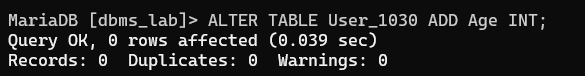 MariaDB [dbms_lab]> ALTER TABLE User_1030 ADD Age INT;
Query OK, 0 rows affected (0.039 sec)
Records: 0  Duplicates: 0  Warnings: 0